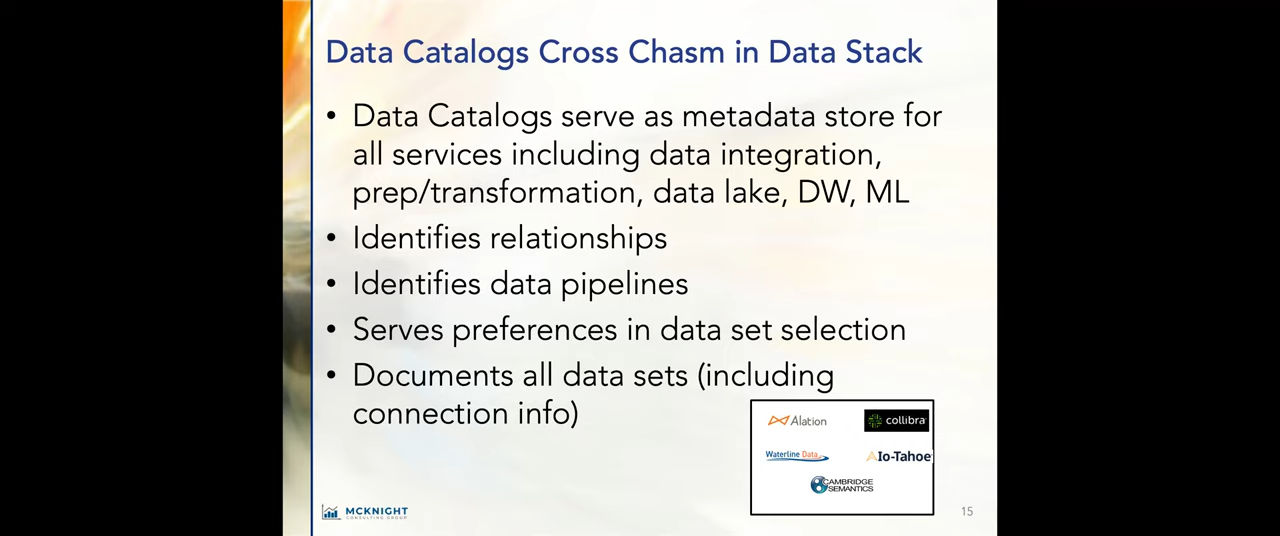 Data Catalogs Cross Chasm in Data Stack
• Data Catalogs serve as metadata store for
all services including data integration,
prep/transformation, data lake, DW, ML
• Identifies relationships
• Identifies data pipelines
• Serves preferences in data set selection
• Documents all data sets (including
connection info)
Alation
collibra
Waterline Data
Io-Tahoe
CAMBRIDGE
SEMANTICS
MCKNIGHT
CONSULTING GROUP
15